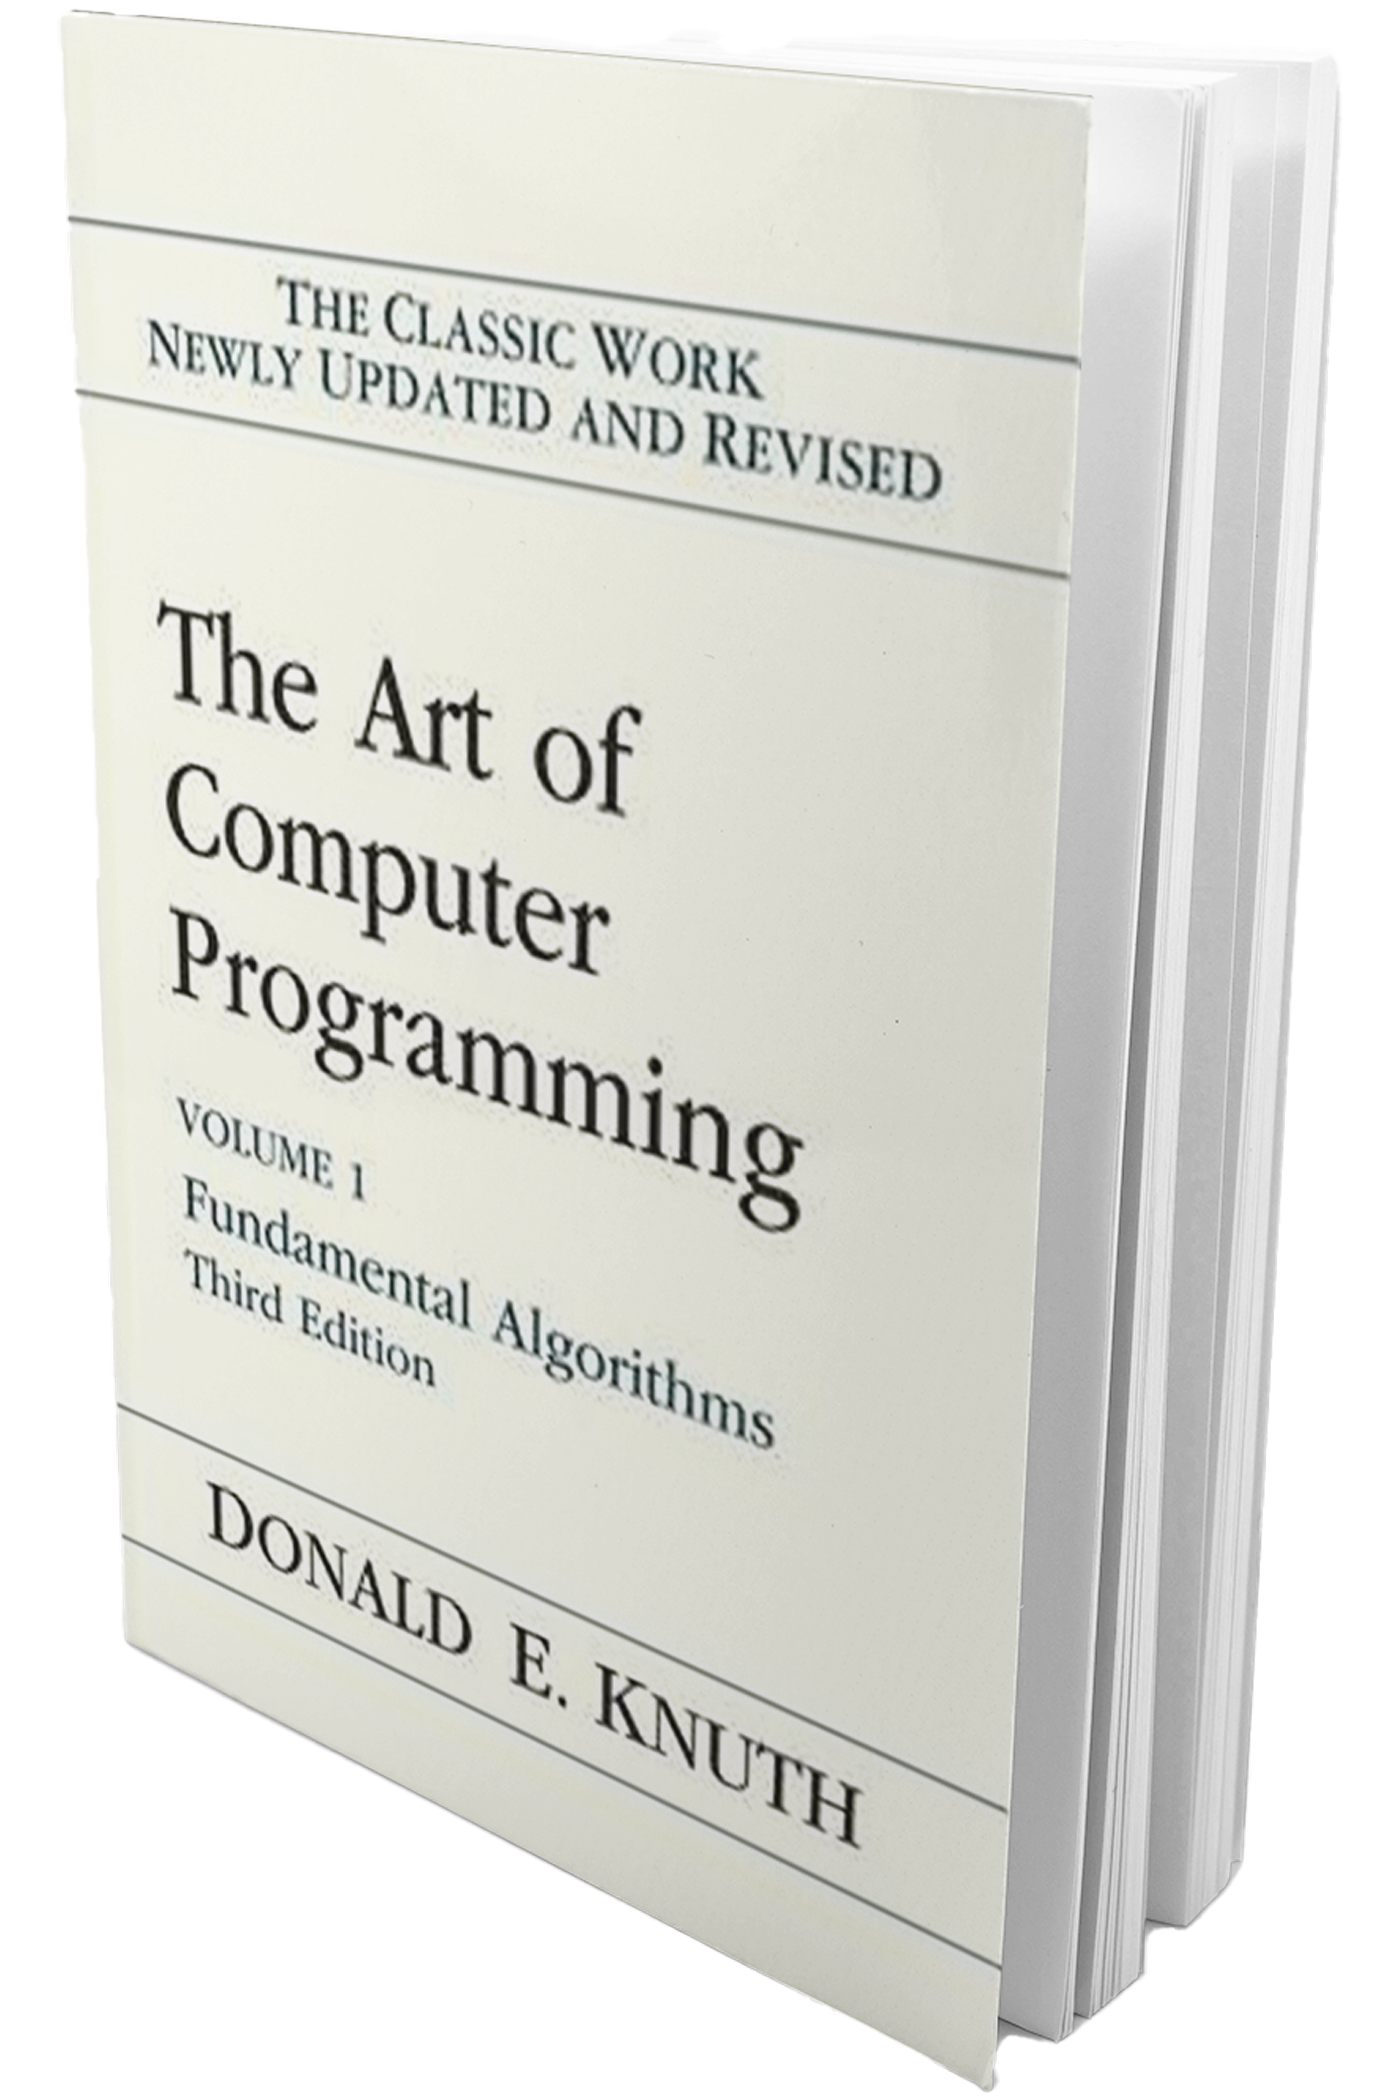 THE CLASSIC WORK
NEWLY UPDATED AND REVISED
The Art of
Computer
Programming
VOLUME 1
Fundamental Algorithms
Third Edition
DONALD E. KNUTH